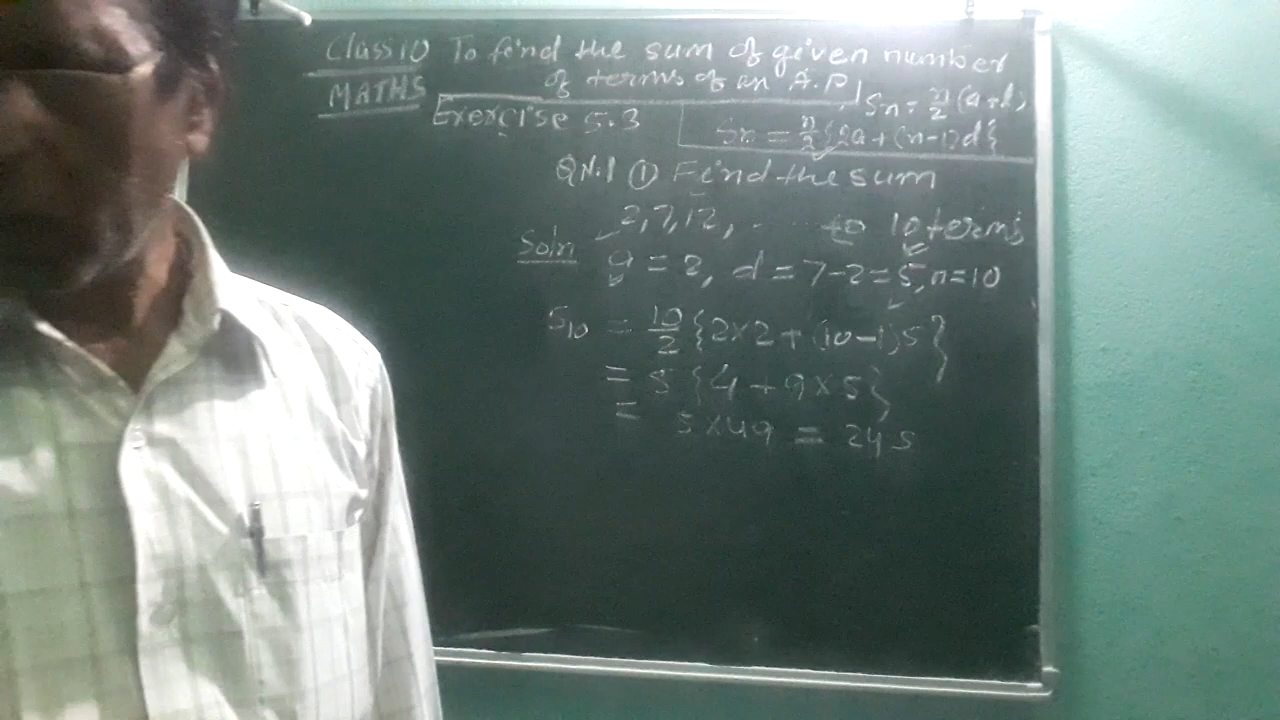 Class 10 To find the sum of given number
MATHS of terms of an A.P.
Sn = n/2 (a+l)
Exercise 5.3 Sn = n/2 {2a + (n-1)d}
QN.1 ① Find the sum
2, 7, 12, . . . . . to 10 terms
Soln a = 2, d = 7-2 = 5, n = 10
S10 = 10/2 {2×2 + (10-1)5}
= 5 {4 + 9×5}
= 5×49 = 245